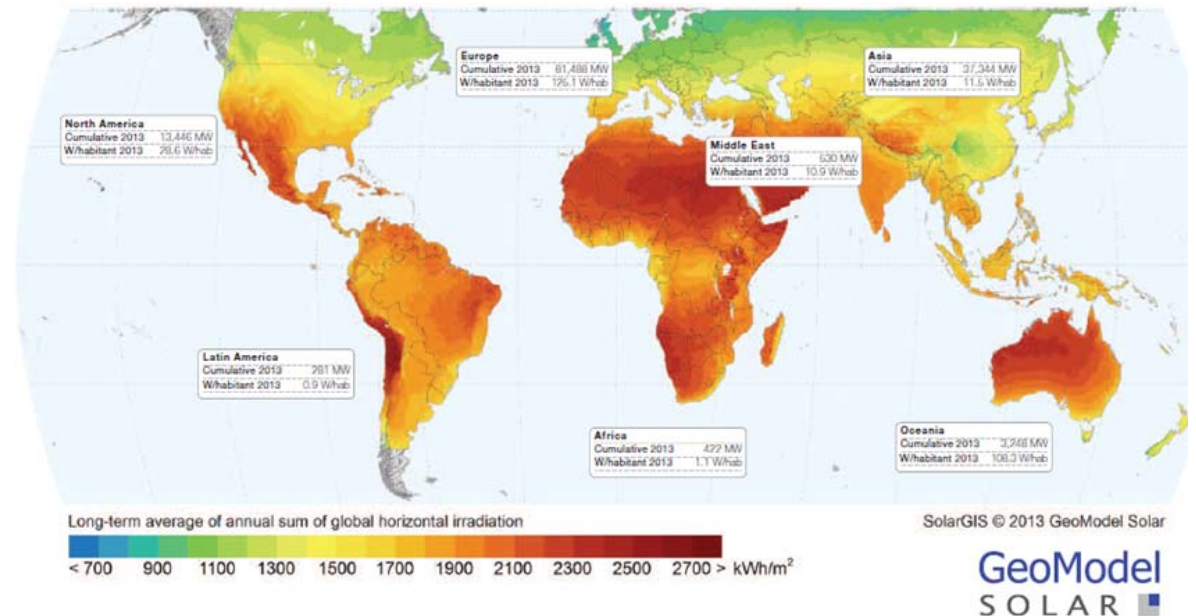 Europe
Cumulative 2013 81,488 MW
W/habitant 2013 125.1 W/hab
Asia
Cumulative 2013 37,344 MW
W/habitant 2013 11.5 W/hab
North America
Cumulative 2013 13,446 MW
W/habitant 2013 28.6 W/hab
Middle East
Cumulative 2013 530 MW
W/habitant 2013 10.9 W/hab
Latin America
Cumulative 2013 281 MW
W/habitant 2013 0.9 W/hab
Africa
Cumulative 2013 422 MW
W/habitant 2013 1.1 W/hab
Oceania
Cumulative 2013 3,248 MW
W/habitant 2013 108.3 W/hab
Long-term average of annual sum of global horizontal irradiation
SolarGIS © 2013 GeoModel Solar
< 700 900 1100 1300 1500 1700 1900 2100 2300 2500 2700 > kWh/m²
GeoModel
SOLAR